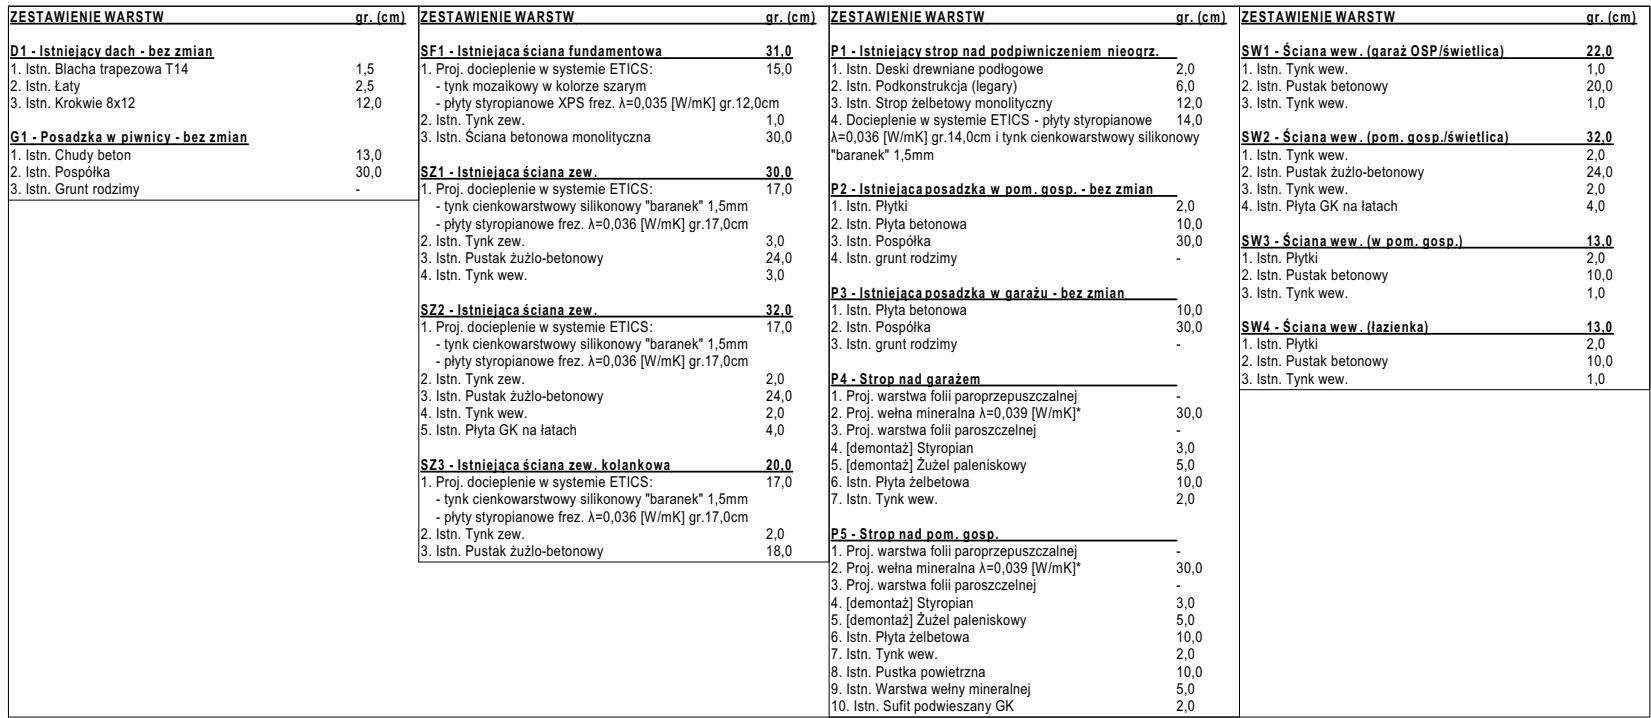 ZESTAWIENIE WARSTW gr. (cm)
D1 - Istniejący dach - bez zmian
1. Istn. Blacha trapezowa T14 1,5
2. Istn. Łaty 2,5
3. Istn. Krokwie 8x12 12,0
G1 - Posadzka w piwnicy - bez zmian
1. Istn. Chudy beton 13,0
2. Istn. Pospółka 30,0
3. Istn. Grunt rodzimy -
ZESTAWIENIE WARSTW gr. (cm)
SF1 - Istniejąca ściana fundamentowa 31,0
1. Proj. docieplenie w systemie ETICS: 15,0
- tynk mozaikowy w kolorze szarym
- płyty styropianowe XPS frez. λ=0,035 [W/mK] gr.12,0cm
2. Istn. Tynk zew. 1,0
3. Istn. Ściana betonowa monolityczna 30,0
SZ1 - Istniejąca ściana zew. 30,0
1. Proj. docieplenie w systemie ETICS: 17,0
- tynk cienkowarstwowy silikonowy "baranek" 1,5mm
- płyty styropianowe frez. λ=0,036 [W/mK] gr.17,0cm
2. Istn. Tynk zew. 3,0
3. Istn. Pustak żużlo-betonowy 24,0
4. Istn. Tynk wew. 3,0
SZ2 - Istniejąca ściana zew. 32,0
1. Proj. docieplenie w systemie ETICS: 17,0
- tynk cienkowarstwowy silikonowy "baranek" 1,5mm
- płyty styropianowe frez. λ=0,036 [W/mK] gr.17,0cm
2. Istn. Tynk zew. 2,0
3. Istn. Pustak żużlo-betonowy 24,0
4. Istn. Tynk wew. 2,0
5. Istn. Płyta GK na łatach 4,0
SZ3 - Istniejąca ściana zew. kolankowa 20,0
1. Proj. docieplenie w systemie ETICS: 17,0
- tynk cienkowarstwowy silikonowy "baranek" 1,5mm
- płyty styropianowe frez. λ=0,036 [W/mK] gr.17,0cm
2. Istn. Tynk zew. 2,0
3. Istn. Pustak żużlo-betonowy 18,0
ZESTAWIENIE WARSTW gr. (cm)
P1 - Istniejący strop nad podpiwniczeniem nieogrz.
1. Istn. Deski drewniane podłogowe 2,0
2. Istn. Podkonstrukcja (legary) 6,0
3. Istn. Strop żelbetowy monolityczny 12,0
4. Docieplenie w systemie ETICS - płyty styropianowe 14,0
λ=0,036 [W/mK] gr.14,0cm i tynk cienkowarstwowy silikonowy
"baranek" 1,5mm
P2 - Istniejąca posadzka w pom. gosp. - bez zmian
1. Istn. Płytki 2,0
2. Istn. Płyta betonowa 10,0
3. Istn. Pospółka 30,0
4. Istn. grunt rodzimy -
P3 - Istniejąca posadzka w garażu - bez zmian
1. Istn. Płyta betonowa 10,0
2. Istn. Pospółka 30,0
3. Istn. grunt rodzimy -
P4 - Strop nad garażem
1. Proj. warstwa folii paroprzepuszczalnej -
2. Proj. wełna mineralna λ=0,039 [W/mK]* 30,0
3. Proj. warstwa folii paroszczelnej -
4. [demontaż] Styropian 3,0
5. [demontaż] Żużel paleniskowy 5,0
6. Istn. Płyta żelbetowa 10,0
7. Istn. Tynk wew. 2,0
P5 - Strop nad pom. gosp.
1. Proj. warstwa folii paroprzepuszczalnej -
2. Proj. wełna mineralna λ=0,039 [W/mK]* 30,0
3. Proj. warstwa folii paroszczelnej -
4. [demontaż] Styropian 3,0
5. [demontaż] Żużel paleniskowy 5,0
6. Istn. Płyta żelbetowa 10,0
7. Istn. Tynk wew. 2,0
8. Istn. Pustka powietrzna 10,0
9. Istn. Warstwa wełny mineralnej 5,0
10. Istn. Sufit podwieszany GK 2,0
ZESTAWIENIE WARSTW gr. (cm)
SW1 - Ściana wew. (garaż OSP/świetlica) 22,0
1. Istn. Tynk wew. 1,0
2. Istn. Pustak betonowy 20,0
3. Istn. Tynk wew. 1,0
SW2 - Ściana wew. (pom. gosp./świetlica) 32,0
1. Istn. Tynk wew. 2,0
2. Istn. Pustak żużlo-betonowy 24,0
3. Istn. Tynk wew. 2,0
4. Istn. Płyta GK na łatach 4,0
SW3 - Ściana wew. (w pom. gosp.) 13,0
1. Istn. Płytki 2,0
2. Istn. Pustak betonowy 10,0
3. Istn. Tynk wew. 1,0
SW4 - Ściana wew. (łazienka) 13,0
1. Istn. Płytki 2,0
2. Istn. Pustak betonowy 10,0
3. Istn. Tynk wew. 1,0